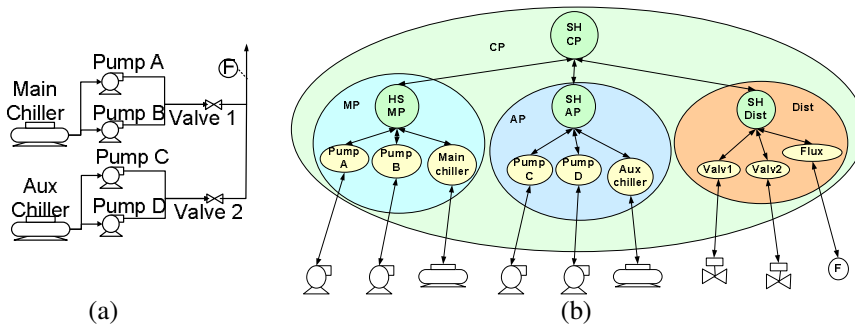 Main
Chiller
Pump A
Pump B
Valve 1
F
Aux
Chiller
Pump C
Pump D
Valve 2
(a)
CP
SH
CP
MP
HS
MP
Pump
A
Pump
B
Main
chiller
AP
SH
AP
Pump
C
Pump
D
Aux
chiller
Dist
SH
Dist
Valv1
Valv2
Flux
F
(b)